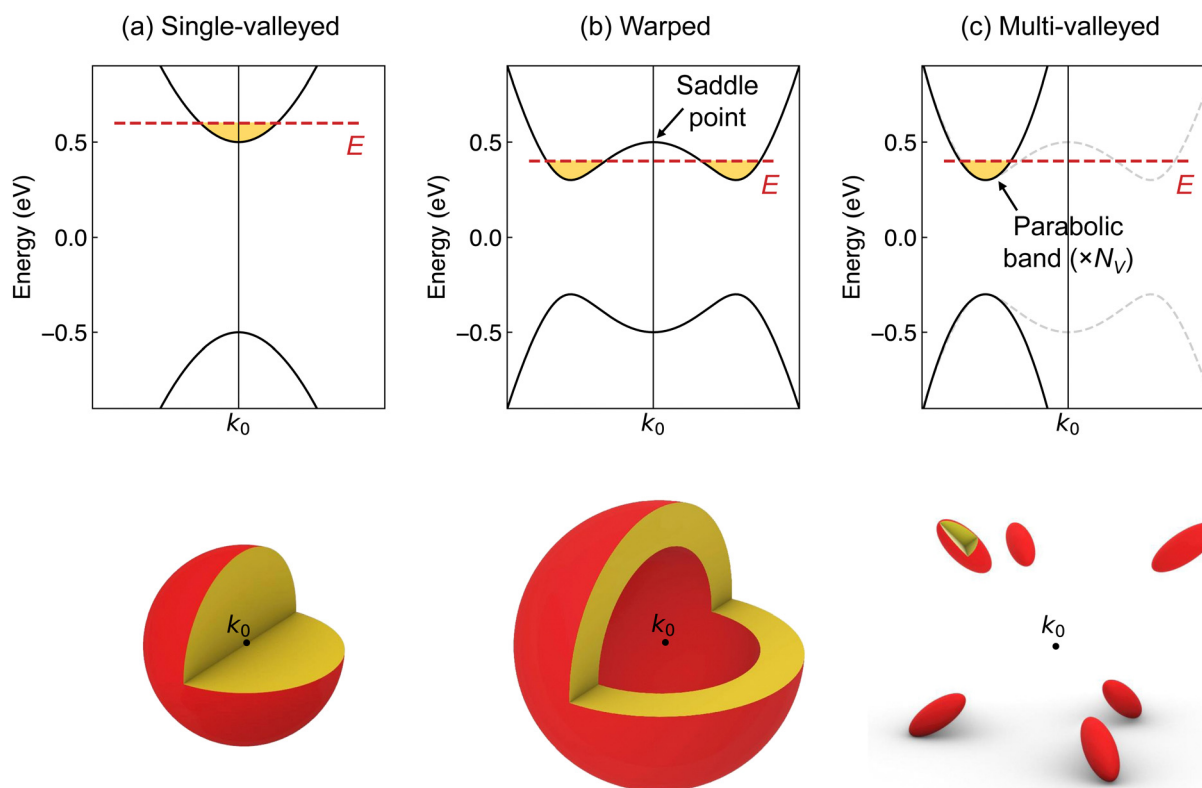 (a) Single-valleyed
(b) Warped
(c) Multi-valleyed
Energy (eV)
0.5
0.0
−0.5
E
k₀
Energy (eV)
0.5
0.0
−0.5
Saddle
point
E
k₀
Energy (eV)
0.5
0.0
−0.5
E
Parabolic
band (×N_V)
k₀
k₀
k₀
k₀